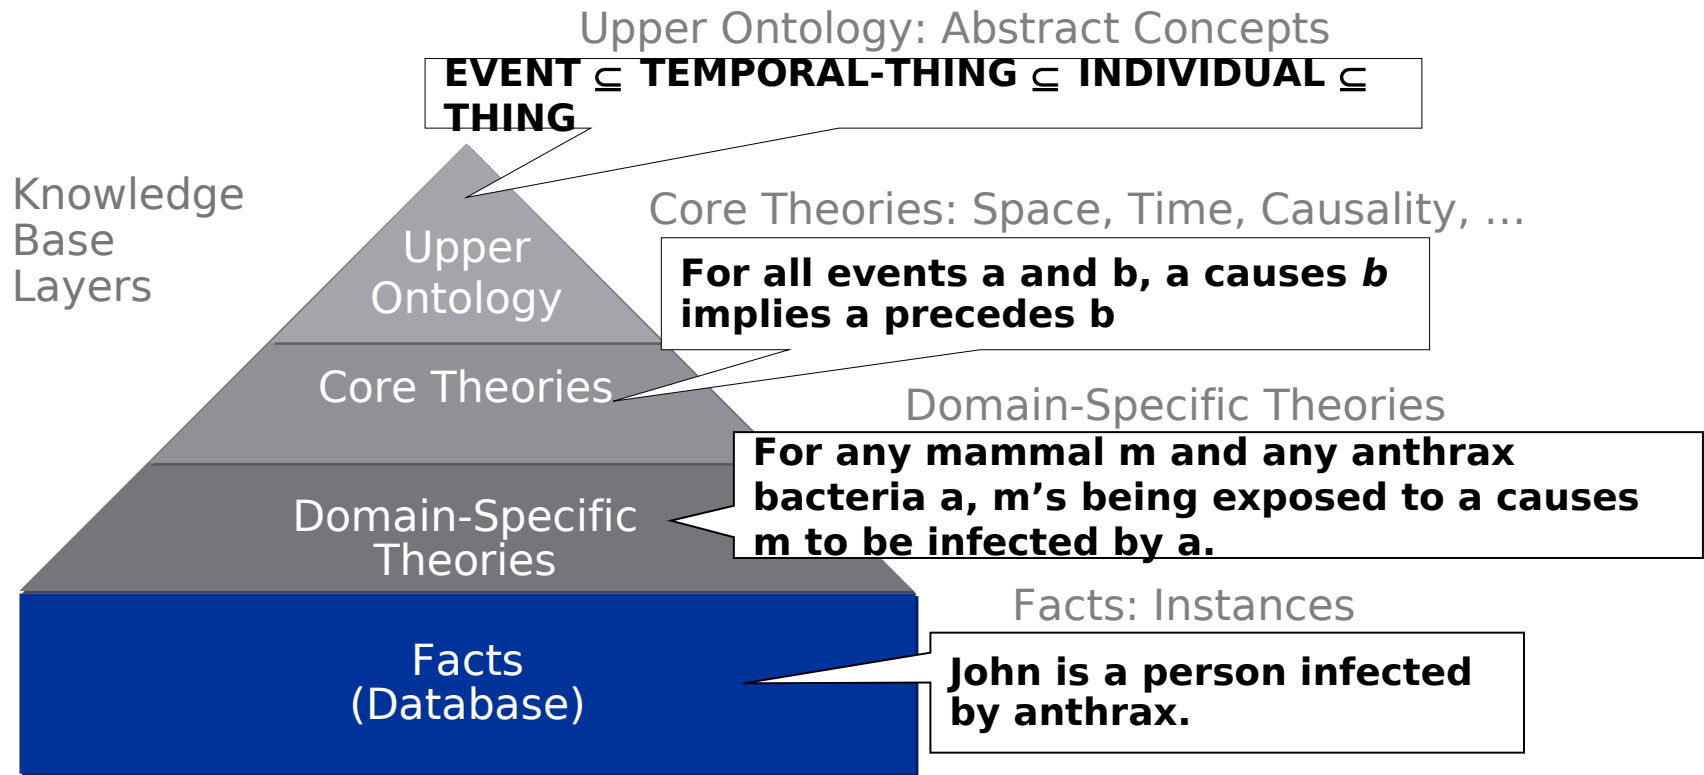 Upper Ontology: Abstract Concepts
EVENT ⊆ TEMPORAL-THING ⊆ INDIVIDUAL ⊆
THING
Knowledge
Base
Layers
Upper
Ontology
Core Theories: Space, Time, Causality, …
For all events a and b, a causes b
implies a precedes b
Core Theories
Domain-Specific Theories
For any mammal m and any anthrax
bacteria a, m’s being exposed to a causes
m to be infected by a.
Domain-Specific
Theories
Facts: Instances
John is a person infected
by anthrax.
Facts
(Database)